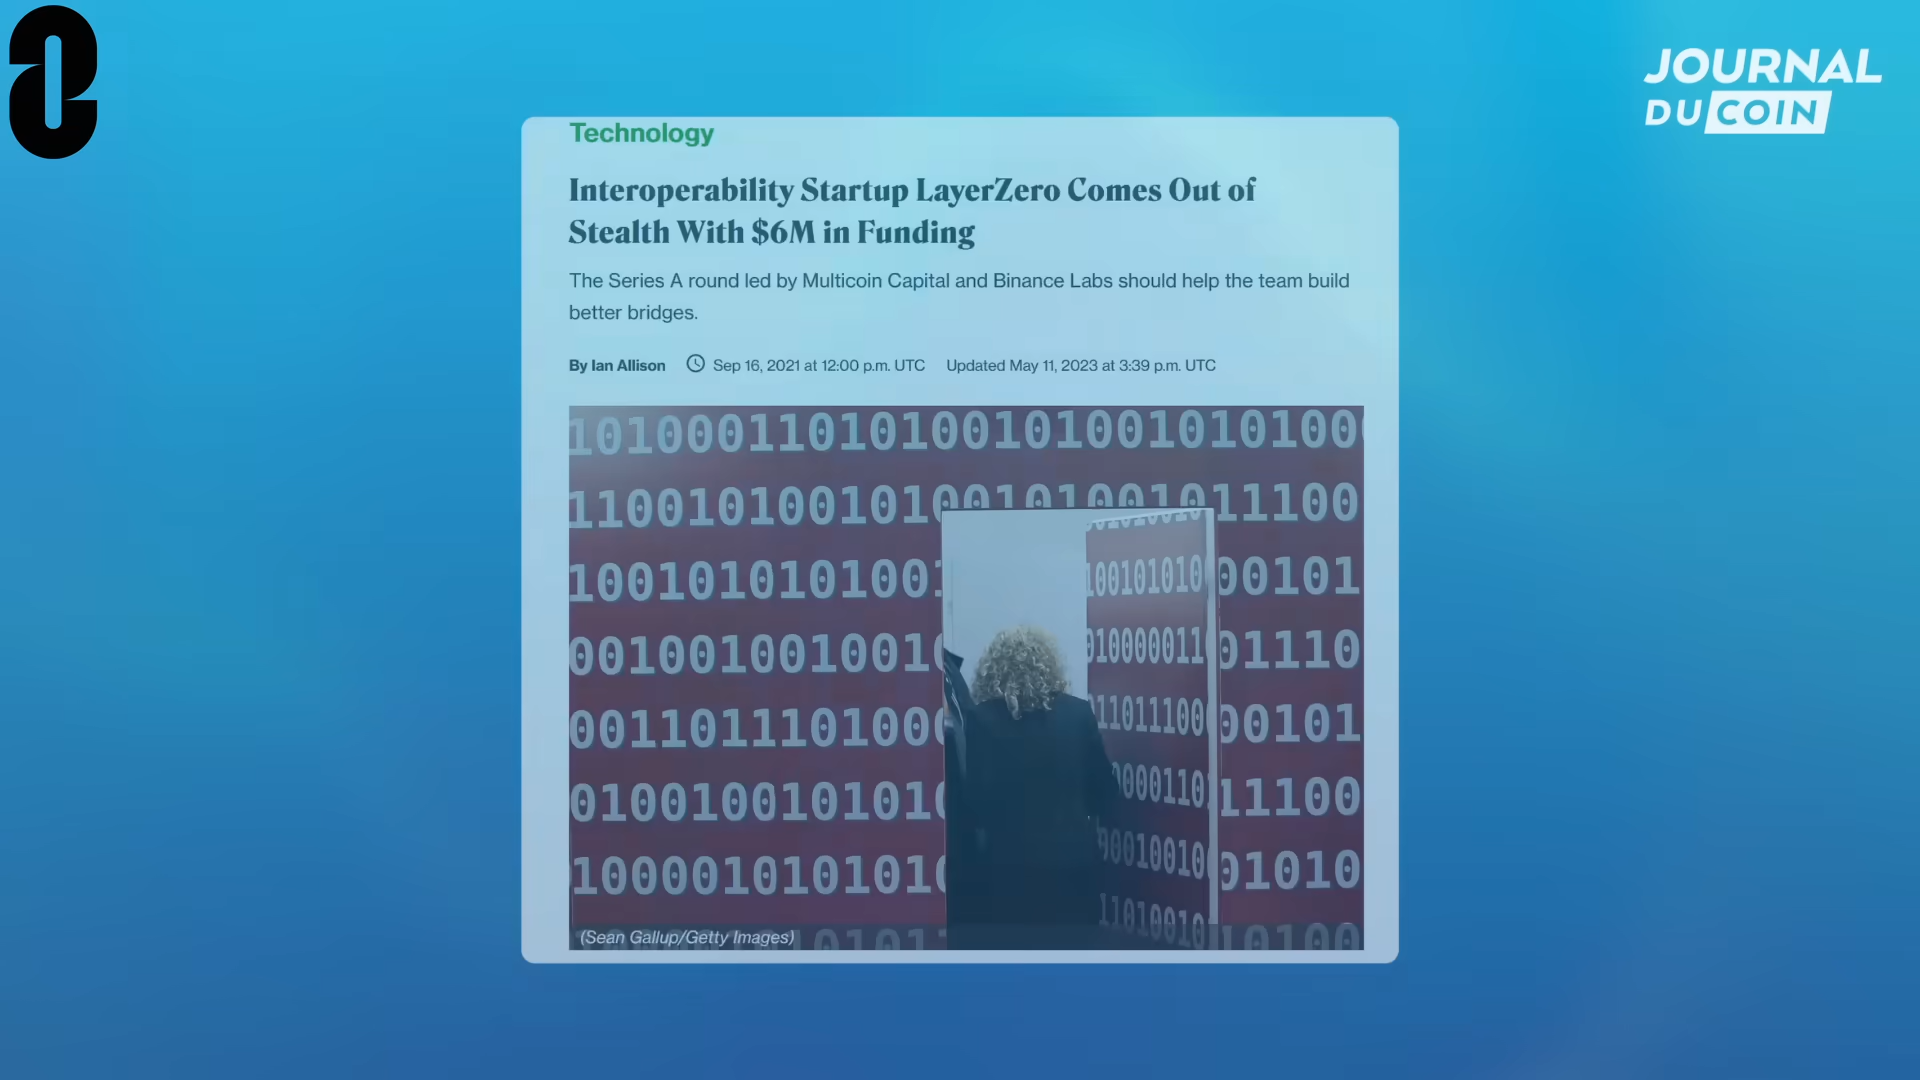 JOURNAL
DU COIN
Technology
Interoperability Startup LayerZero Comes Out of
Stealth With $6M in Funding
The Series A round led by Multicoin Capital and Binance Labs should help the team build
better bridges.
By Ian Allison Sep 16, 2021 at 12:00 p.m. UTC Updated May 11, 2023 at 3:39 p.m. UTC
(Sean Gallup/Getty Images)